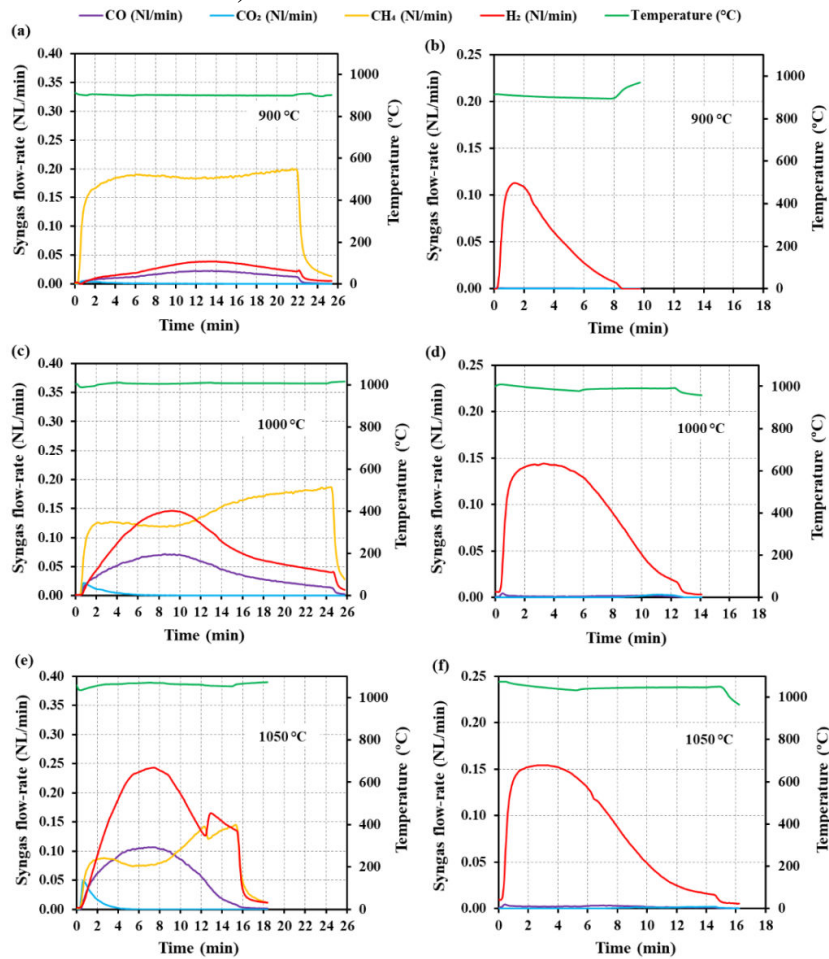 CO (Nl/min) CO₂ (Nl/min) CH₄ (Nl/min) H₂ (Nl/min) Temperature (°C)
(a)
Syngas flow-rate (NL/min)
0.40
0.35
0.30
0.25
0.20
0.15
0.10
0.05
0.00
900 °C
1000
800
600
400
200
0
Temperature (°C)
0 2 4 6 8 10 12 14 16 18 20 22 24 26
Time (min)
(b)
Syngas flow-rate (NL/min)
0.25
0.20
0.15
0.10
0.05
0.00
900 °C
1000
800
600
400
200
0
Temperature (°C)
0 2 4 6 8 10 12 14 16 18
Time (min)
(c)
Syngas flow-rate (NL/min)
0.40
0.35
0.30
0.25
0.20
0.15
0.10
0.05
0.00
1000 °C
1000
800
600
400
200
0
Temperature (°C)
0 2 4 6 8 10 12 14 16 18 20 22 24 26
Time (min)
(d)
Syngas flow-rate (NL/min)
0.25
0.20
0.15
0.10
0.05
0.00
1000 °C
1000
800
600
400
200
0
Temperature (°C)
0 2 4 6 8 10 12 14 16 18
Time (min)
(e)
Syngas flow-rate (NL/min)
0.40
0.35
0.30
0.25
0.20
0.15
0.10
0.05
0.00
1050 °C
1000
800
600
400
200
0
Temperature (°C)
0 2 4 6 8 10 12 14 16 18 20 22 24 26
Time (min)
(f)
Syngas flow-rate (NL/min)
0.25
0.20
0.15
0.10
0.05
0.00
1050 °C
1000
800
600
400
200
0
Temperature (°C)
0 2 4 6 8 10 12 14 16 18
Time (min)